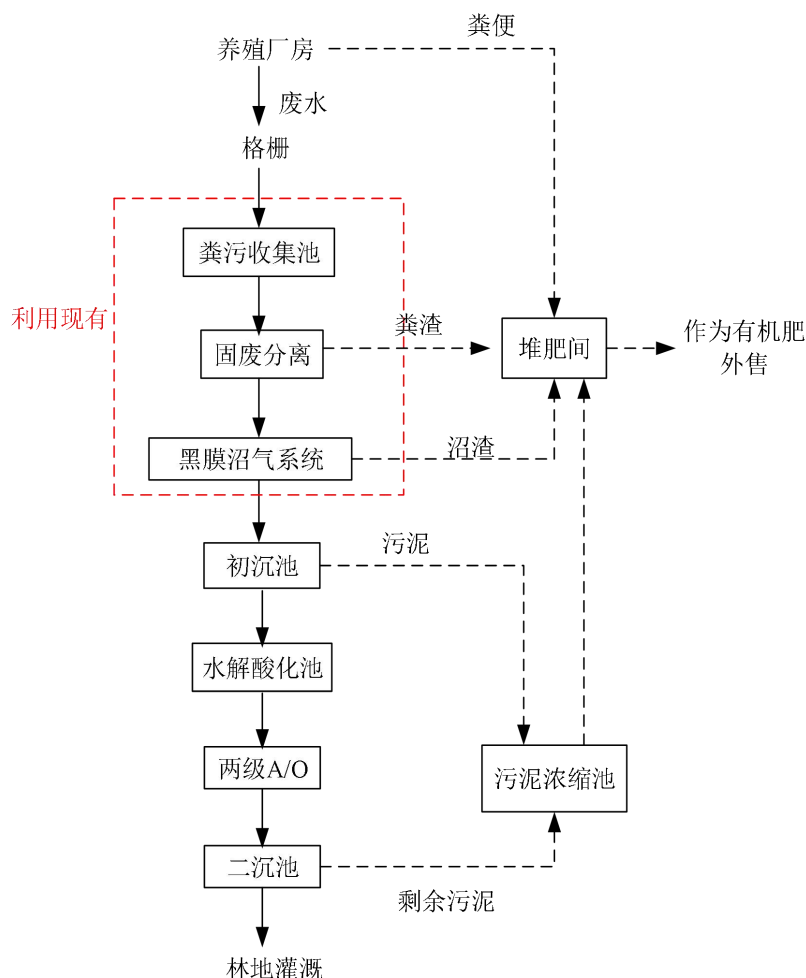 粪便
养殖厂房
废水
格栅
粪污收集池
利用现有
粪渣
固废分离
堆肥间
作为有机肥
外售
沼渣
黑膜沼气系统
污泥
初沉池
水解酸化池
两级A/O
污泥浓缩池
二沉池
剩余污泥
林地灌溉